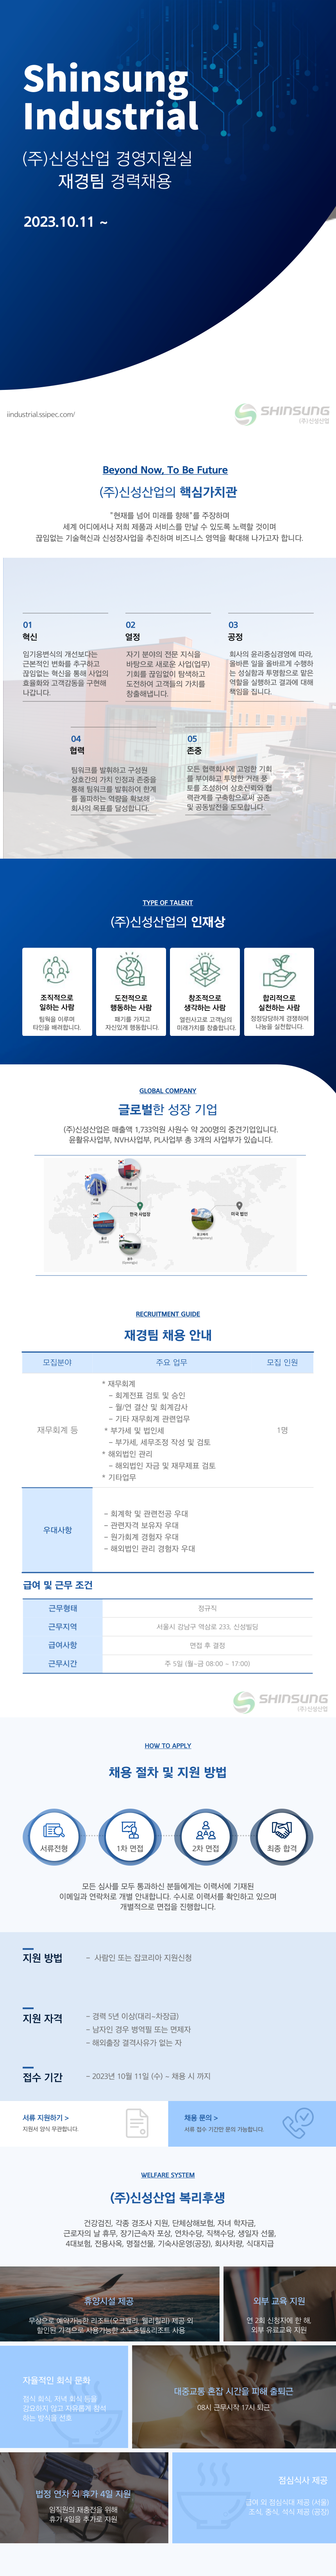 Shinsung
Industrial
(주)신성산업 경영지원실
재경팀 경력채용
2023.10.11 ~
iindustrial.ssipec.com/
SHINSUNG
(주)신성산업
Beyond Now, To Be Future
(주)신성산업의 핵심가치관
"현재를 넘어 미래를 향해"를 주장하며
세계 어디에서나 저희 제품과 서비스를 만날 수 있도록 노력할 것이며
끊임없는 기술혁신과 신성장사업을 추진하며 비즈니스 영역을 확대해 나가고자 합니다.
01
혁신
임기응변식의 개선보다는
근본적인 변화를 추구하고
끊임없는 혁신을 통해 사업의
효율화와 고객감동을 구현해
나갑니다.
02
열정
자기 분야의 전문 지식을
바탕으로 새로운 사업(업무)
기회를 끊임없이 탐색하고
도전하여 고객들의 가치를
창출해냅니다.
03
공정
회사의 윤리중심경영에 따라,
올바른 일을 올바르게 수행하
는 성실함과 투명함으로 맡은
역할을 실행하고 결과에 대해
책임을 집니다.
04
협력
팀워크를 발휘하고 구성원
상호간의 가치 인정과 존중을
통해 팀워크를 발휘하여 한계
를 돌파하는 역량을 확보해
회사의 목표를 달성합니다.
05
존중
모든 협력회사에 고엉한 기회
를 부여하고 투명한 거래 풍
토를 조성하여 상호신뢰와 협
력관계를 구축함으로써 공존
및 공동발전을 도모합니다
TYPE OF TALENT
(주)신성산업의 인재상
조직적으로
일하는 사람
팀웍을 이루며
타인을 배려합니다.
도전적으로
행동하는 사람
패기를 가지고
자신있게 행동합니다.
창조적으로
생각하는 사람
열린사고로 고객님의
미래가치를 창출합니다.
합리적으로
실천하는 사람
정정당당하게 경쟁하며
나눔을 실천합니다.
GLOBAL COMPANY
글로벌한 성장 기업
(주)신성산업은 매출액 1,733억원 사원수 약 200명의 중견기업입니다.
윤활유사업부, NVH사업부, PL사업부 총 3개의 사업부가 있습니다.
한국 사업장
미국 법인
RECRUITMENT GUIDE
재경팀 채용 안내
모집분야 주요 업무 모집 인원
재무회계 등
* 재무회계
- 회계전표 검토 및 승인
- 월/연 결산 및 회계감사
- 기타 재무회계 관련업무
* 부가세 및 법인세
- 부가세, 세무조정 작성 및 검토
* 해외법인 관리
- 해외법인 자금 및 재무제표 검토
* 기타업무
1명
우대사항
- 회계학 및 관련전공 우대
- 관련자격 보유자 우대
- 원가회계 경험자 우대
- 해외법인 관리 경험자 우대
급여 및 근무 조건
근무형태 정규직
근무지역 서울시 강남구 역삼로 233, 신성빌딩
급여사항 면접 후 결정
근무시간 주 5일 (월~금 08:00 ~ 17:00)
SHINSUNG
(주)신성산업
HOW TO APPLY
채용 절차 및 지원 방법
서류전형
1차 면접
2차 면접
최종 합격
모든 심사를 모두 통과하신 분들에게는 이력서에 기재된
이메일과 연락처로 개별 안내합니다. 수시로 이력서를 확인하고 있으며
개별적으로 면접을 진행합니다.
지원 방법
- 사람인 또는 잡코리아 지원신청
지원 자격
- 경력 5년 이상(대리~차장급)
- 남자인 경우 병역필 또는 면제자
- 해외출장 결격사유가 없는 자
접수 기간
- 2023년 10월 11일 (수) ~ 채용 시 까지
서류 지원하기 >
지원서 양식 무관합니다.
채용 문의 >
서류 접수 기간만 문의 가능합니다.
WELFARE SYSTEM
(주)신성산업 복리후생
건강검진, 각종 경조사 지원, 단체상해보험, 자녀 학자금,
근로자의 날 휴무, 장기근속자 포상, 연차수당, 직책수당, 생일자 선물,
4대보험, 전용사옥, 명절선물, 기숙사운영(공장), 회사차량, 식대지급
휴양시설 제공
무상으로 예약가능한 리조트(오크밸리, 켈리힐리) 제공 외
할인된 가격으로 사용가능한 소노호텔&리조트 사용
외부 교육 지원
연 2회 신청자에 한 해,
외부 유료교육 지원
자율적인 회식 문화
점심 회식, 저녁 회식 등을
강요하지 않고 자유롭게 참석
하는 방식을 선호
대중교통 혼잡 시간을 피해 출퇴근
08시 근무시작 17시 퇴근
법정 연차 외 휴가 4일 지원
임직원의 재충전을 위해
휴가 4일을 추가로 지원
점심식사 제공
급여 외 점심식대 제공 (서울)
조식, 중식, 석식 제공 (공장)